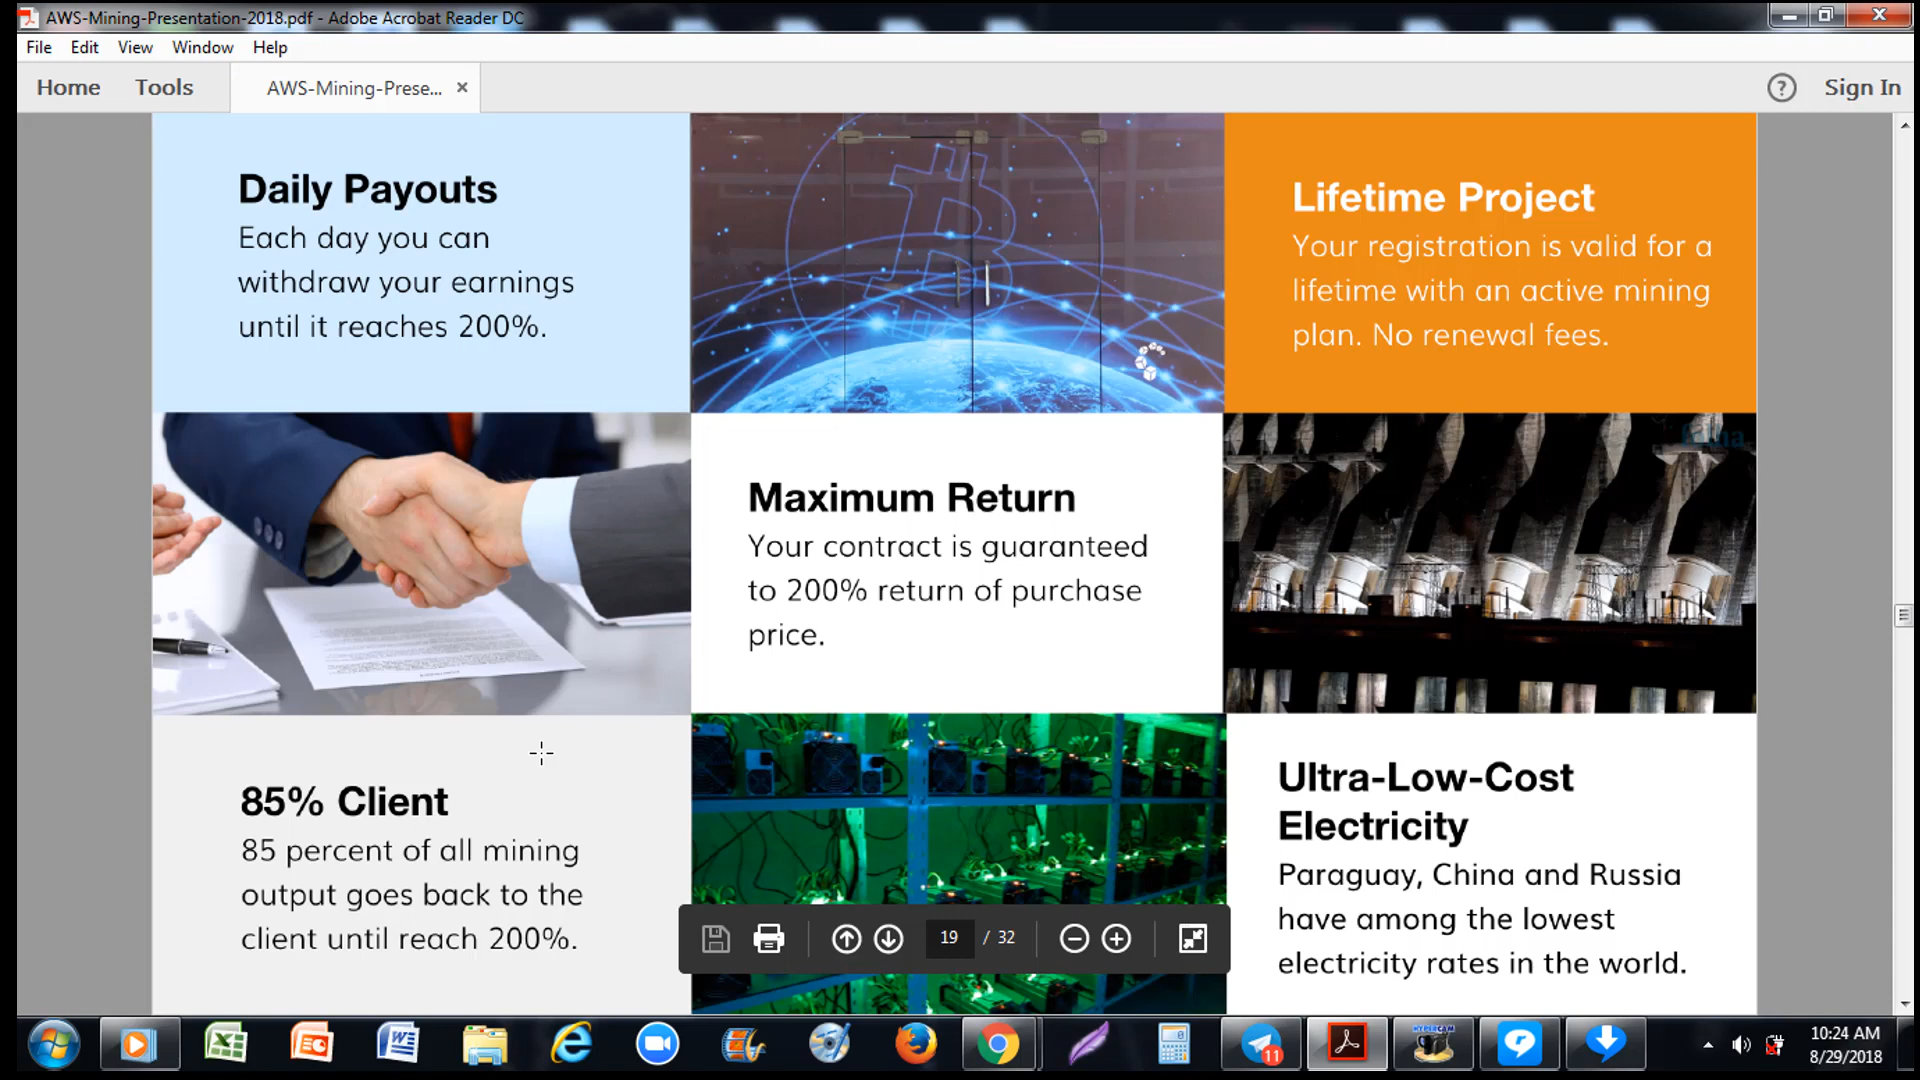 AWS-Mining-Presentation-2018.pdf - Adobe Acrobat Reader DC
File Edit View Window Help
Home Tools AWS-Mining-Prese... Sign In
Daily Payouts
Each day you can
withdraw your earnings
until it reaches 200%.
Lifetime Project
Your registration is valid for a
lifetime with an active mining
plan. No renewal fees.
Maximum Return
Your contract is guaranteed
to 200% return of purchase
price.
85% Client
85 percent of all mining
output goes back to the
client until reach 200%.
Ultra-Low-Cost
Electricity
Paraguay, China and Russia
have among the lowest
electricity rates in the world.
19 / 32
11
HYPERCAM
10:24 AM
8/29/2018